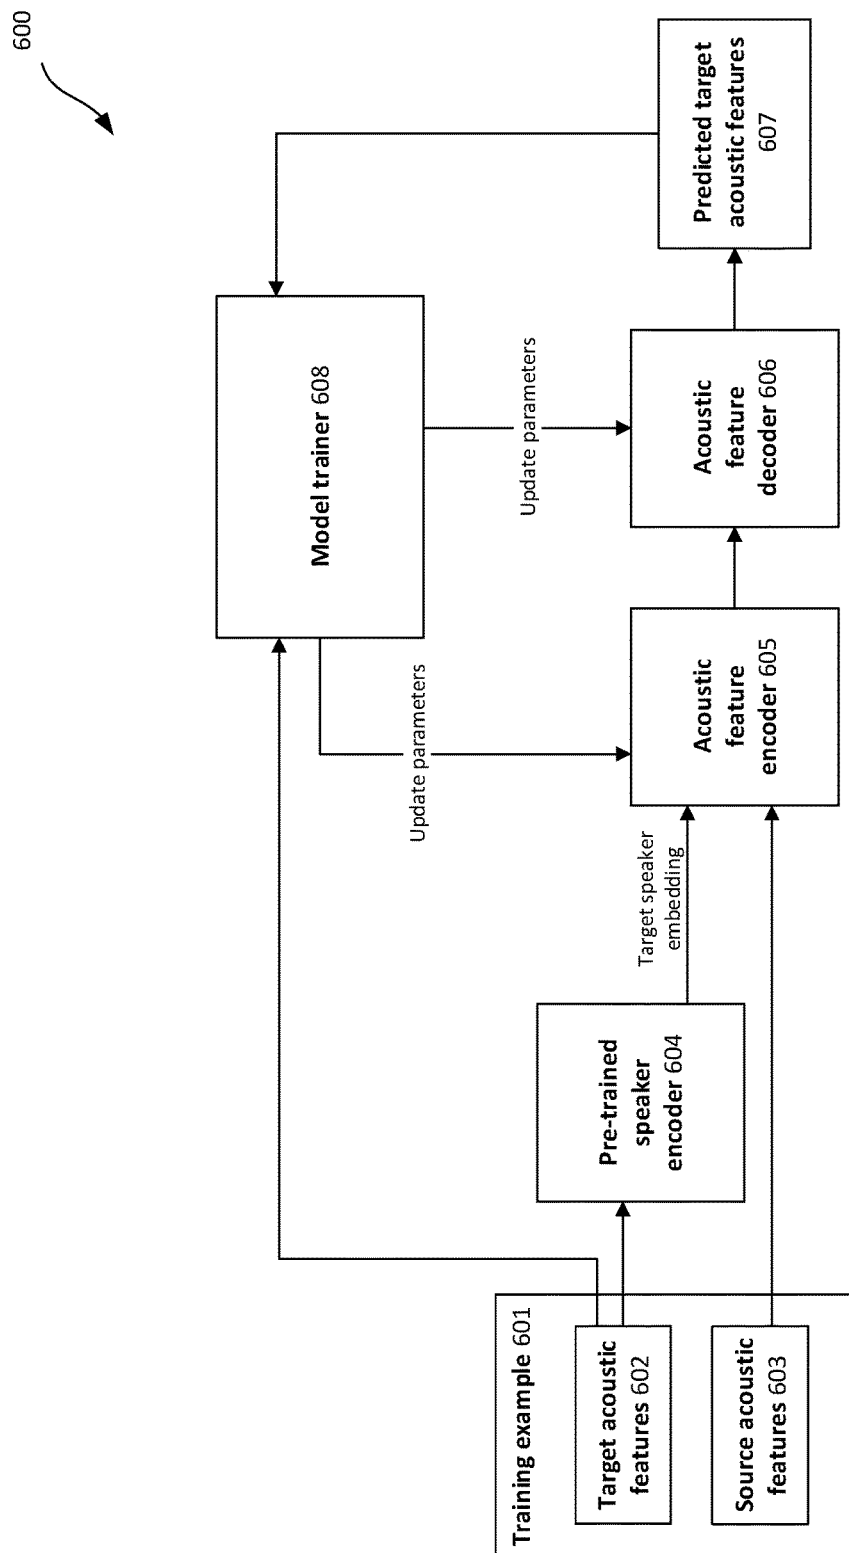 600
Training example 601
Target acoustic
features 602
Source acoustic
features 603
Pre-trained
speaker
encoder 604
Target speaker
embedding
Acoustic
feature
encoder 605
Update parameters
Model trainer 608
Update parameters
Acoustic
feature
decoder 606
Predicted target
acoustic features
607